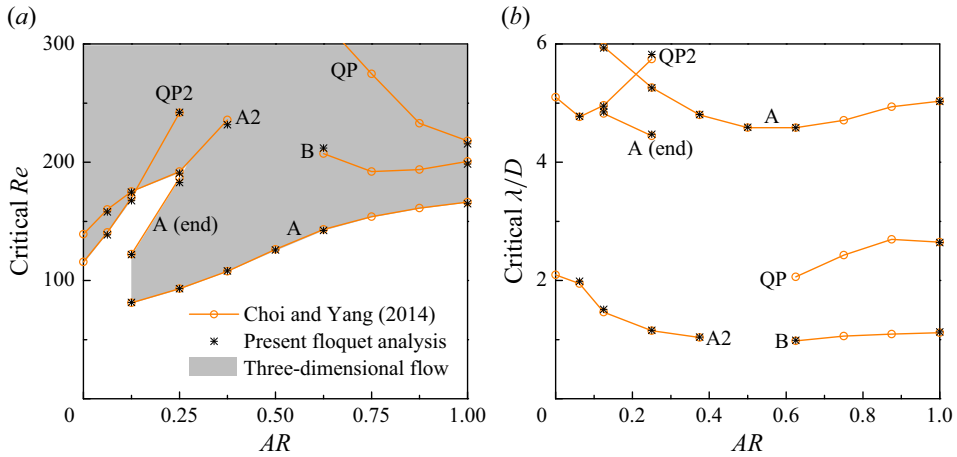 (a)
300
200
100
0
0.25
0.50
0.75
1.00
Critical Re
AR
QP2
A2
QP
B
A (end)
A
Choi and Yang (2014)
Present floquet analysis
Three-dimensional flow
(b)
6
4
2
0
0.2
0.4
0.6
0.8
1.0
Critical λ/D
AR
QP2
A
A (end)
QP
A2
B